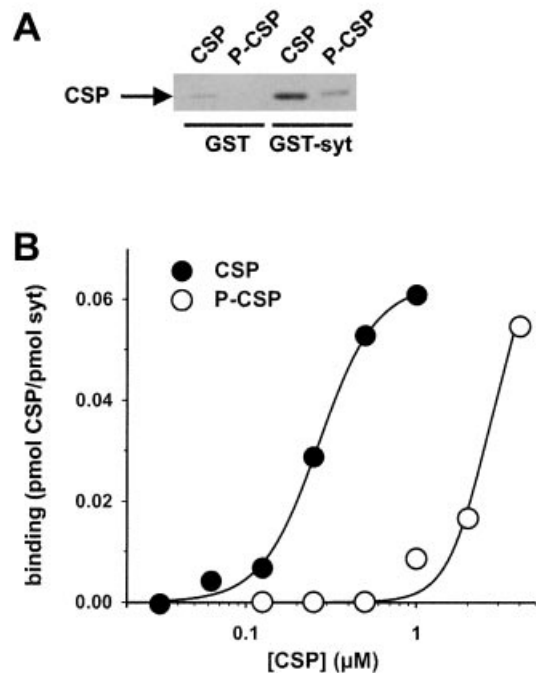 A
CSP P-CSP CSP P-CSP
CSP
GST GST-syt
B
CSP
P-CSP
binding (pmol CSP/pmol syt)
0.06
0.04
0.02
0.00
0.1 1
[CSP] (µM)